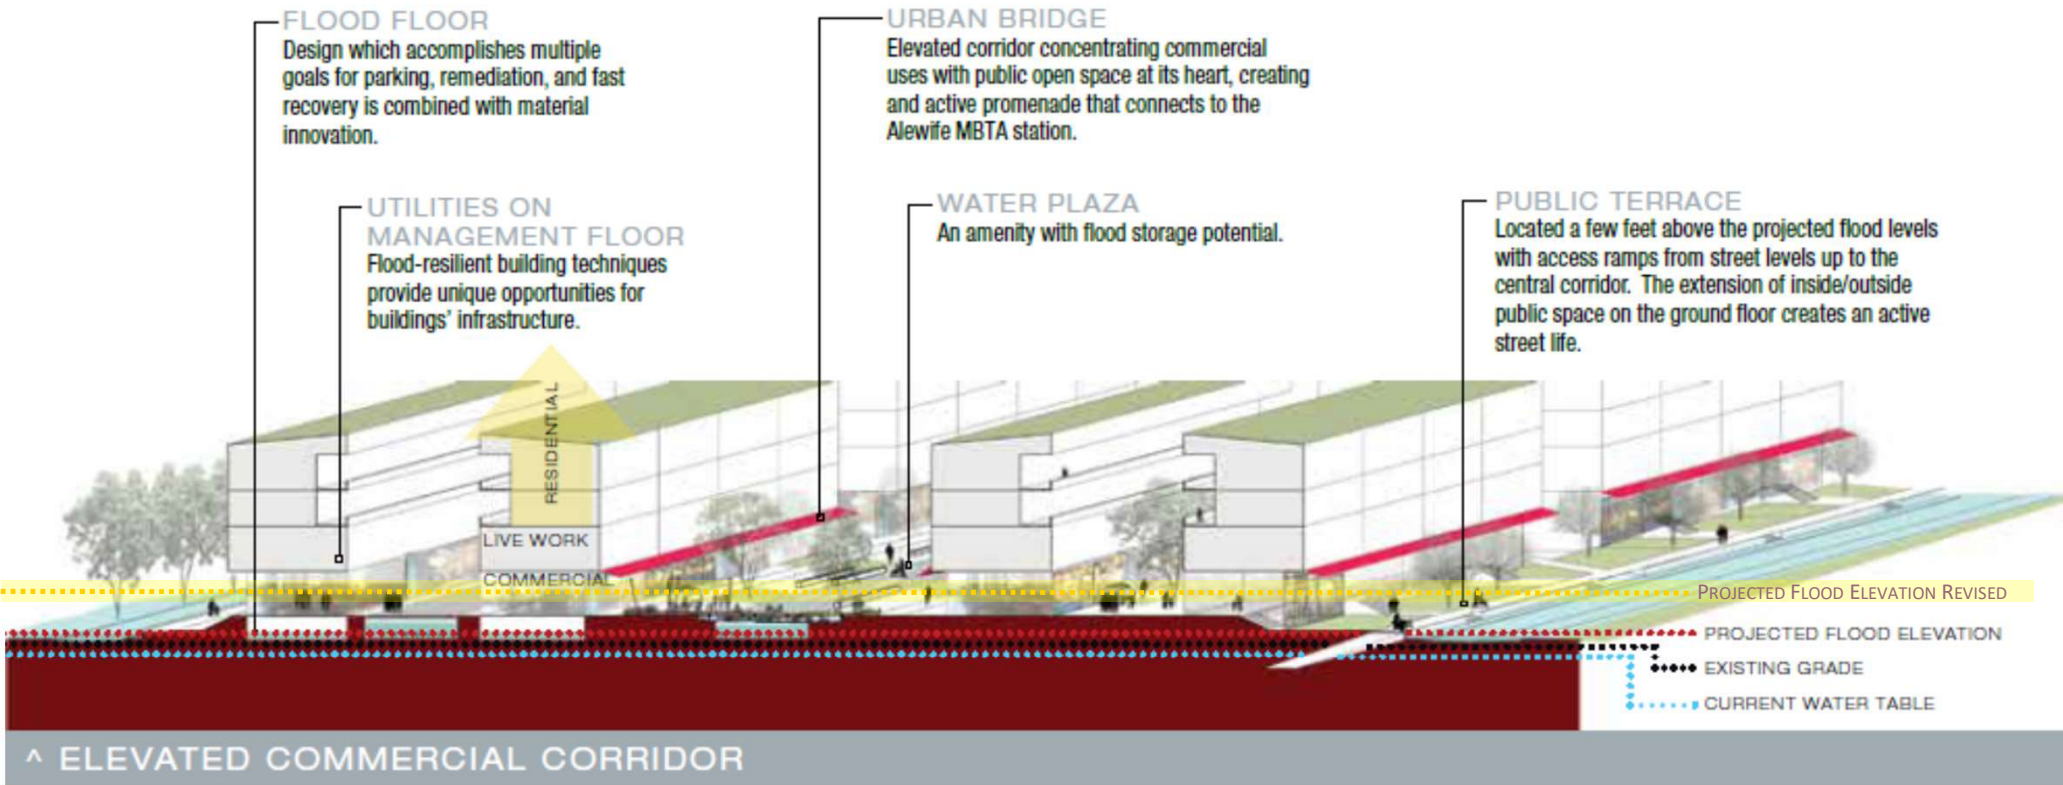 FLOOD FLOOR
Design which accomplishes multiple
goals for parking, remediation, and fast
recovery is combined with material
innovation.
URBAN BRIDGE
Elevated corridor concentrating commercial
uses with public open space at its heart, creating
and active promenade that connects to the
Alewife MBTA station.
UTILITIES ON
MANAGEMENT FLOOR
Flood-resilient building techniques
provide unique opportunities for
buildings' infrastructure.
WATER PLAZA
An amenity with flood storage potential.
PUBLIC TERRACE
Located a few feet above the projected flood levels
with access ramps from street levels up to the
central corridor. The extension of inside/outside
public space on the ground floor creates an active
street life.
RESIDENTIAL
LIVE WORK
COMMERCIAL
PROJECTED FLOOD ELEVATION REVISED
PROJECTED FLOOD ELEVATION
EXISTING GRADE
CURRENT WATER TABLE
^ ELEVATED COMMERCIAL CORRIDOR